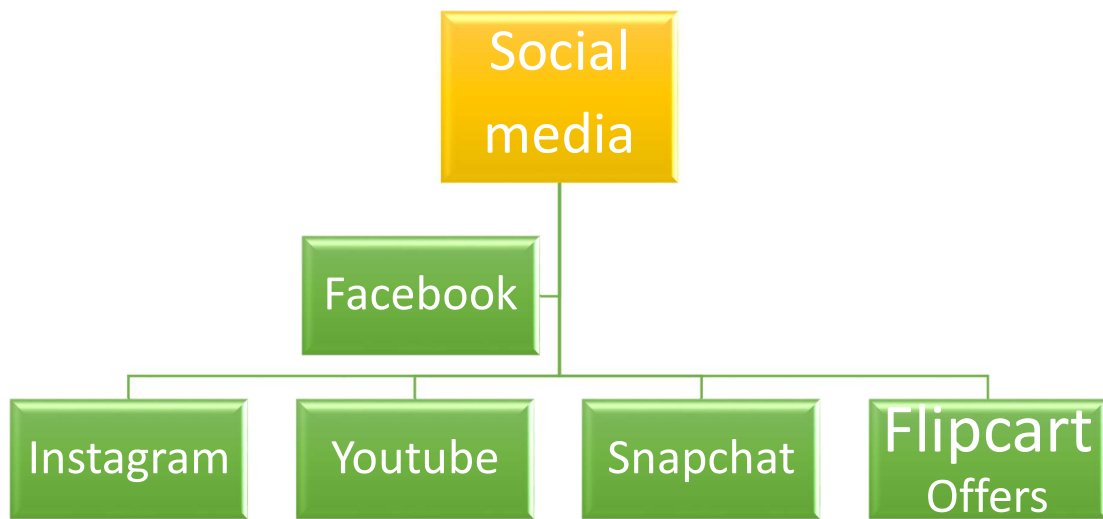 Social
media
Facebook
Instagram
Youtube
Snapchat
Flipcart
Offers